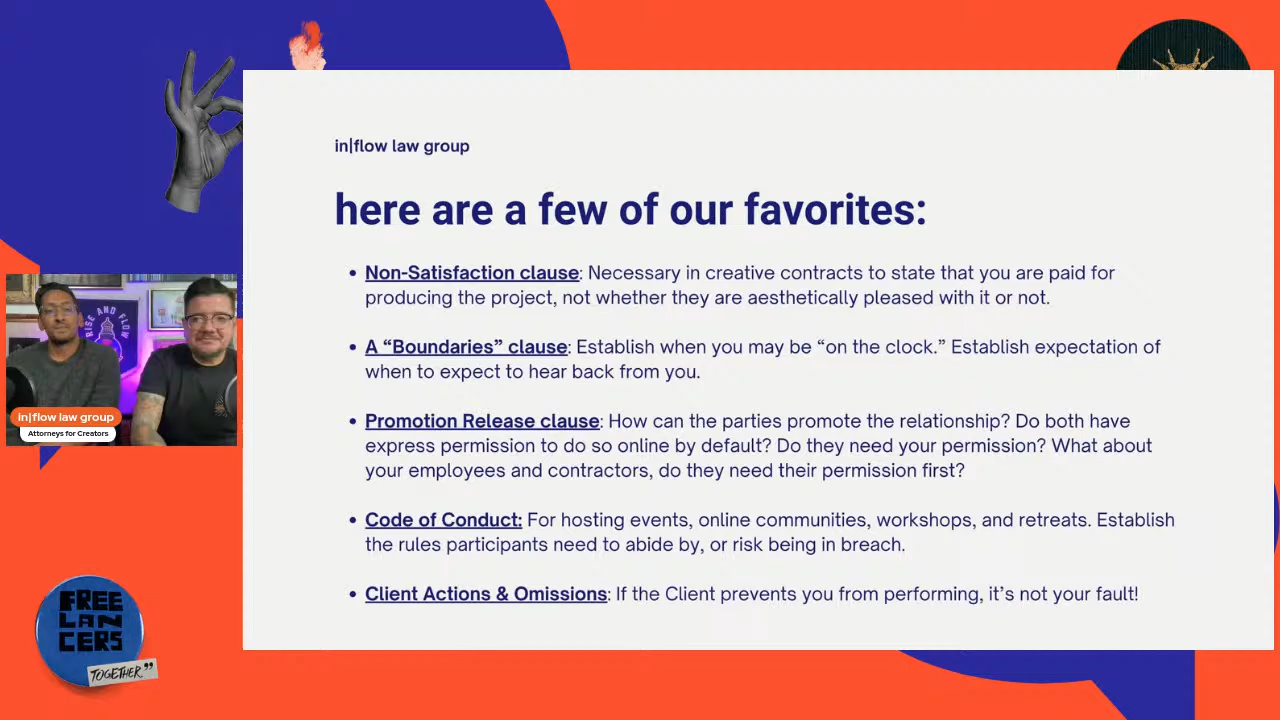 in|flow law group
here are a few of our favorites:
Non-Satisfaction clause: Necessary in creative contracts to state that you are paid for
producing the project, not whether they are aesthetically pleased with it or not.
A “Boundaries” clause: Establish when you may be “on the clock.” Establish expectation of
when to expect to hear back from you.
Promotion Release clause: How can the parties promote the relationship? Do both have
express permission to do so online by default? Do they need your permission? What about
your employees and contractors, do they need their permission first?
Code of Conduct: For hosting events, online communities, workshops, and retreats. Establish
the rules participants need to abide by, or risk being in breach.
Client Actions & Omissions: If the Client prevents you from performing, it’s not your fault!
RISE AND FLOW
in|flow law group
Attorneys for Creators
FREE
LAN
CERS
TOGETHER”